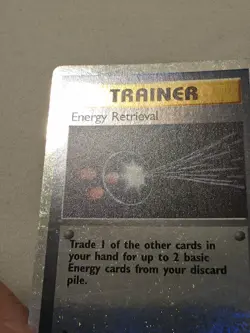 TRAINER
Energy Retrieval
Trade 1 of the other cards in
your hand for up to 2 basic
Energy cards from your discard
pile.